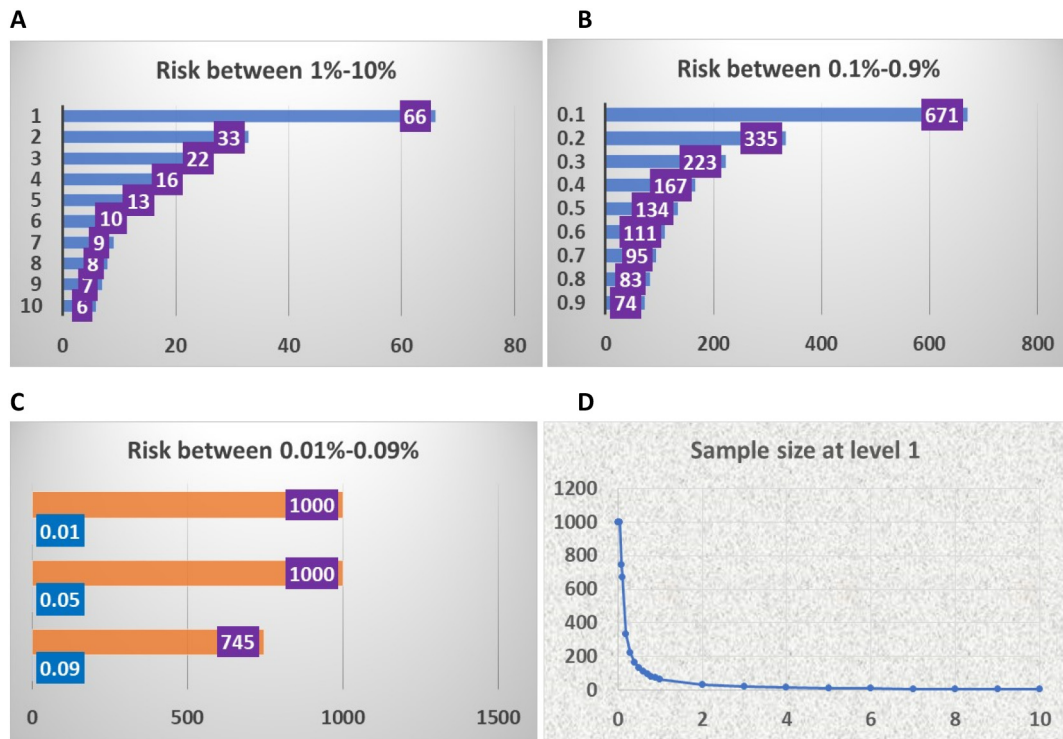 A
Risk between 1%-10%
1 66
2 33
3 22
4 16
5 13
6 10
7 9
8 8
9 7
10 6
0 20 40 60 80
B
Risk between 0.1%-0.9%
0.1 671
0.2 335
0.3 223
0.4 167
0.5 134
0.6 111
0.7 95
0.8 83
0.9 74
0 200 400 600 800
C
Risk between 0.01%-0.09%
1000
0.01
1000
0.05
745
0.09
0 500 1000 1500
D
Sample size at level 1
1200
1000
800
600
400
200
0
0 2 4 6 8 10